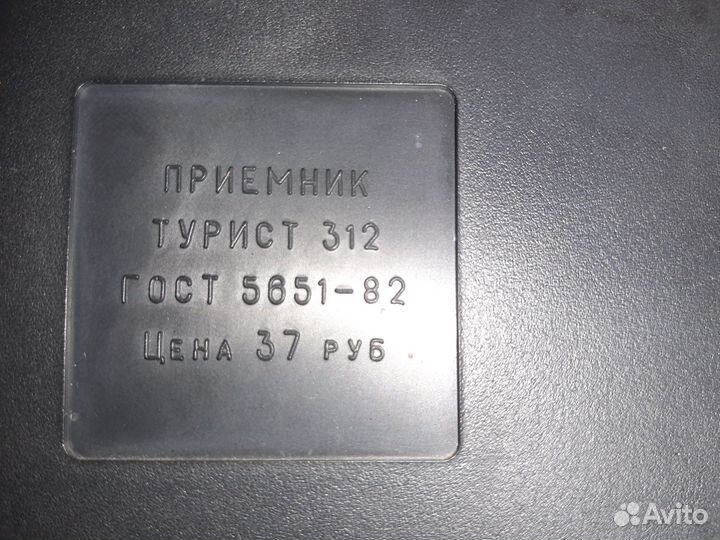 ПРИЕМНИК
ТУРИСТ 312
ГОСТ 5651-82
ЦЕНА 37 РУБ
Avito